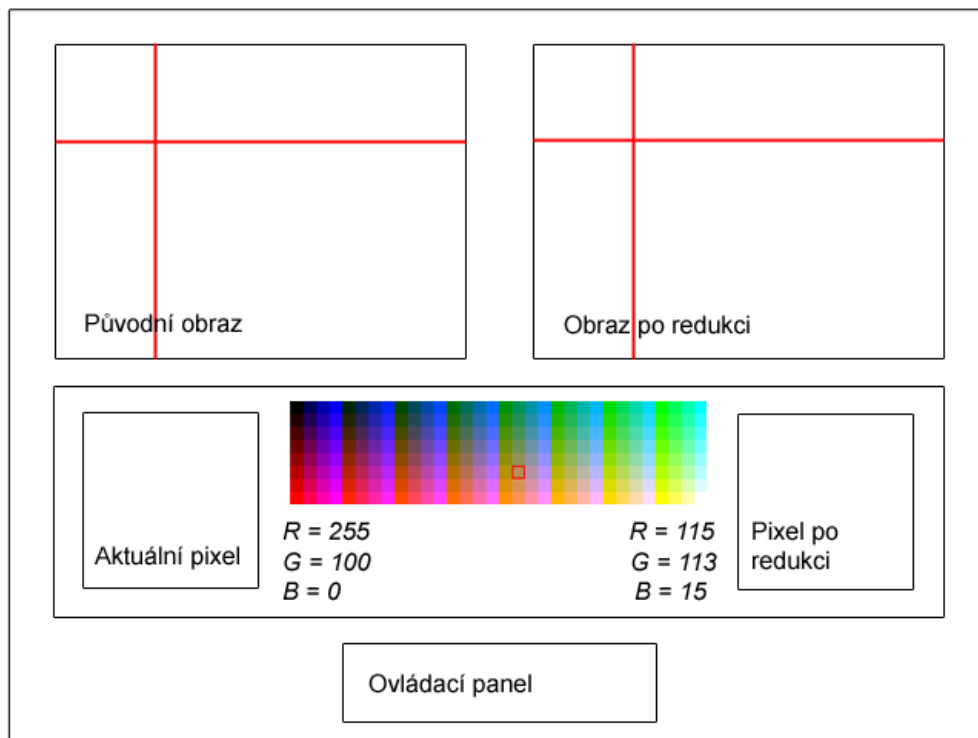 Původní obraz
Obraz po redukci
Aktuální pixel
R = 255
G = 100
B = 0
R = 115
G = 113
B = 15
Pixel po
redukci
Ovládací panel